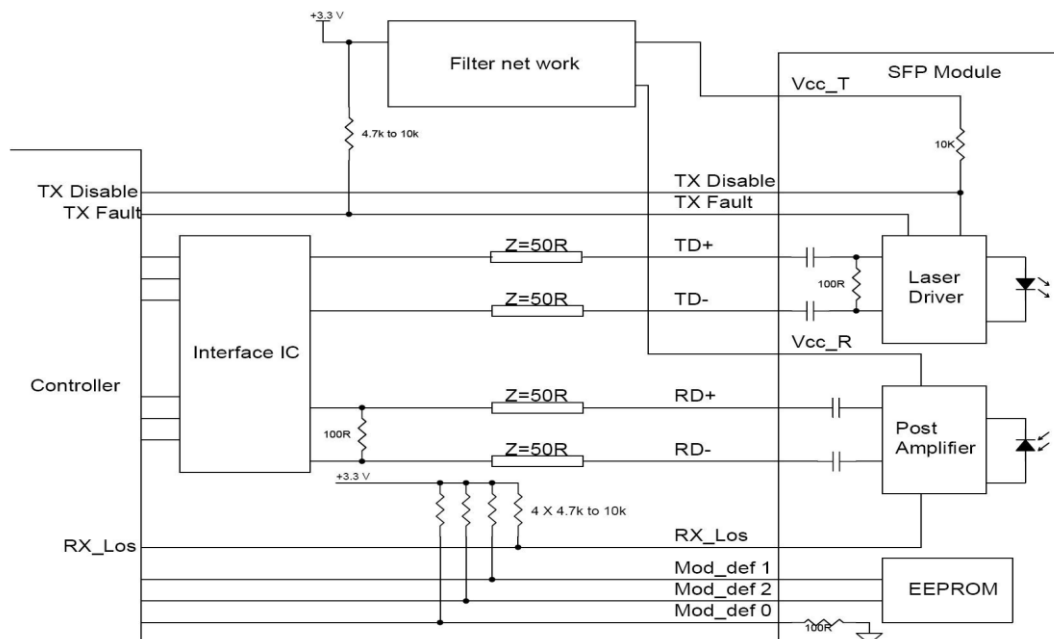 +3.3 V
Filter net work
SFP Module
Vcc_T
4.7k to 10k
10K
TX Disable
TX Disable
TX Fault
TX Fault
Z=50R
TD+
Laser
Driver
100R
Z=50R
TD-
Interface IC
Vcc_R
Controller
Z=50R
RD+
100R
Post
Amplifier
Z=50R
RD-
+3.3 V
4 X 4.7k to 10k
RX_Los
RX_Los
Mod_def 1
EEPROM
Mod_def 2
Mod_def 0
100R